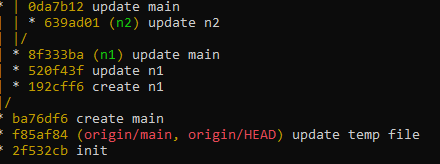 * | 0da7b12 update main
| | * 639ad01 (n2) update n2
| |/
| * 8f333ba (n1) update main
| * 520f43f update n1
| * 192cff6 create n1
|/
* ba76df6 create main
* f85af84 (origin/main, origin/HEAD) update temp file
* 2f532cb init